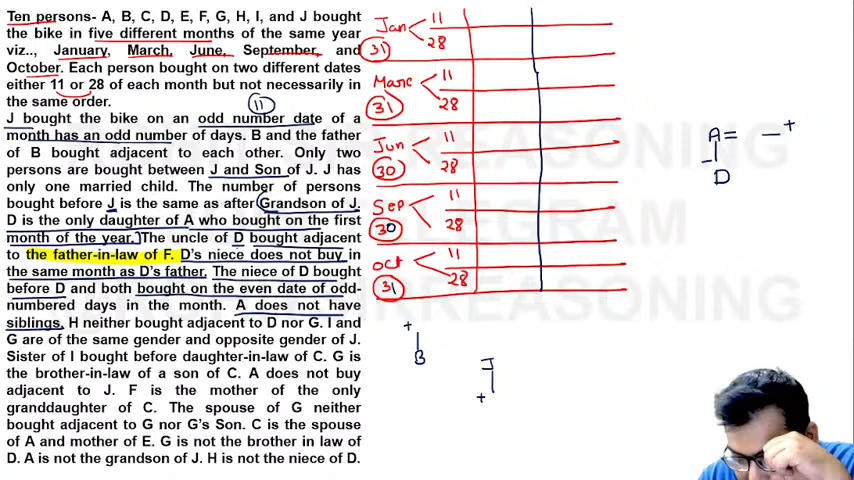 Ten persons- A, B, C, D, E, F, G, H, I, and J bought
the bike in five different months of the same year
viz.., January, March, June, September, and
October. Each person bought on two different dates
either 11 or 28 of each month but not necessarily in
the same order.
11
J bought the bike on an odd number date of a
month has an odd number of days. B and the father
of B bought adjacent to each other. Only two
persons are bought between J and Son of J. J has
only one married child. The number of persons
bought before J is the same as after Grandson of J.
D is the only daughter of A who bought on the first
month of the year. The uncle of D bought adjacent
to the father-in-law of F. D's niece does not buy in
the same month as D's father. The niece of D bought
before D and both bought on the even date of odd-
numbered days in the month. A does not have
siblings. H neither bought adjacent to D nor G. I and
G are of the same gender and opposite gender of J.
Sister of I bought before daughter-in-law of C. G is
the brother-in-law of a son of C. A does not buy
adjacent to J. F is the mother of the only
granddaughter of C. The spouse of G neither
bought adjacent to G nor G's Son. C is the spouse
of A and mother of E. G is not the brother in law of
D. A is not the grandson of J. H is not the niece of D.
Jan 11
31 28
Marc 11
31 28
Jun 11
30 28
Sep 11
30 28
Oct 11
31 28
A = — +
-
D
+
B
J
+